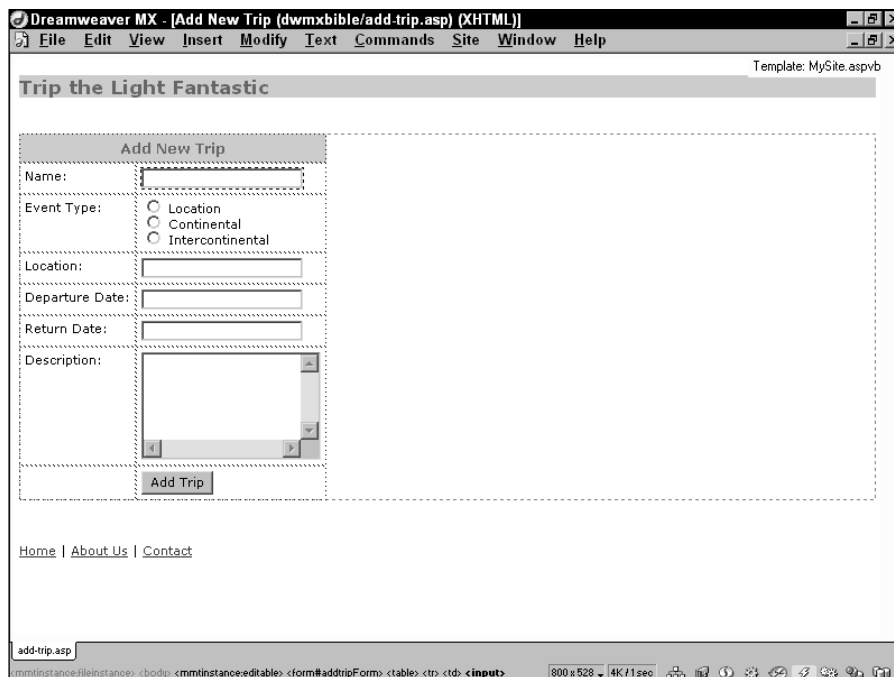 Dreamweaver MX - [Add New Trip (dwmxbible/add-trip.asp) (XHTML)]
File Edit View Insert Modify Text Commands Site Window Help
Template: MySite.aspvb
Trip the Light Fantastic
Add New Trip
Name:
Event Type:
Location
Continental
Intercontinental
Location:
Departure Date:
Return Date:
Description:
Add Trip
Home | About Us | Contact
add-trip.asp
<mmtinstance:fileinstance> <body> <mmtinstance:editable> <form#addtripForm> <table> <tr> <td> <input> 800 x 528 4K / 1 sec